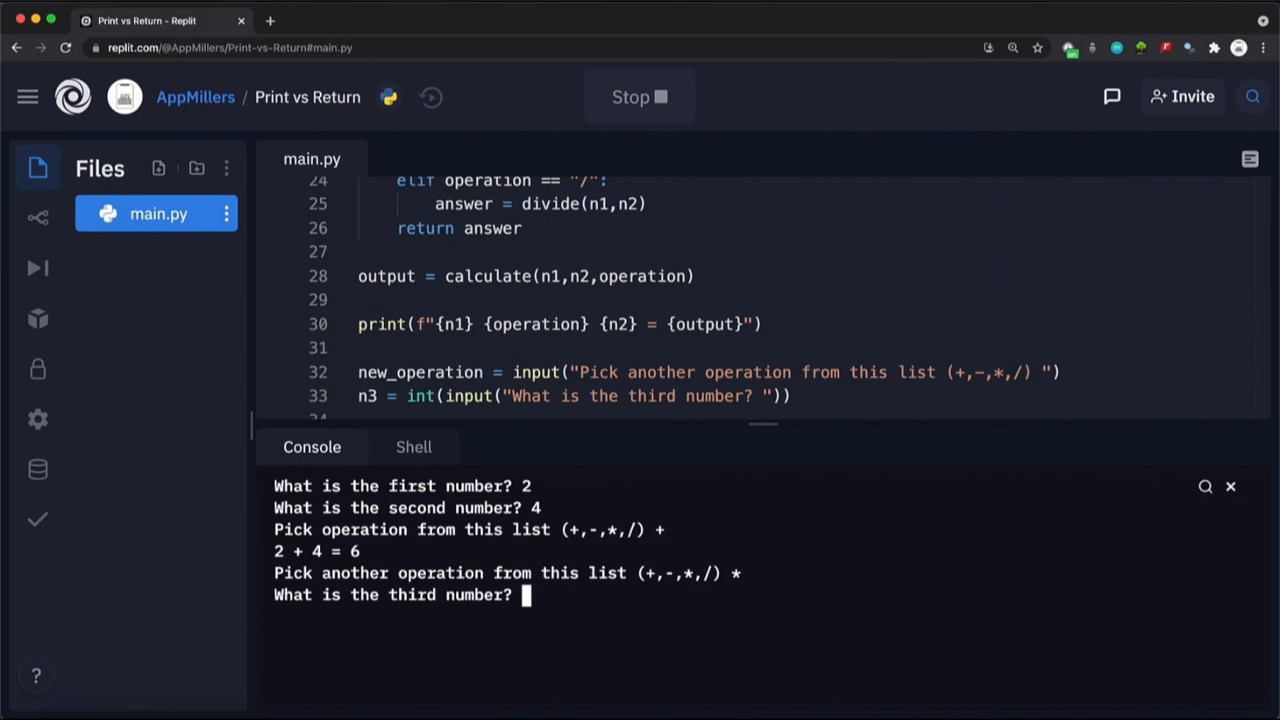 Print vs Return - Replit
replit.com/@AppMillers/Print-vs-Return#main.py
AppMillers / Print vs Return
Stop
Invite
Files
main.py
main.py
24 elif operation == "/":
25 answer = divide(n1,n2)
26 return answer
27
28 output = calculate(n1,n2,operation)
29
30 print(f"{n1} {operation} {n2} = {output}")
31
32 new_operation = input("Pick another operation from this list (+,-,*,/) ")
33 n3 = int(input("What is the third number? "))
34
Console Shell
What is the first number? 2
What is the second number? 4
Pick operation from this list (+,-,*,/) +
2 + 4 = 6
Pick another operation from this list (+,-,*,/) *
What is the third number?
?